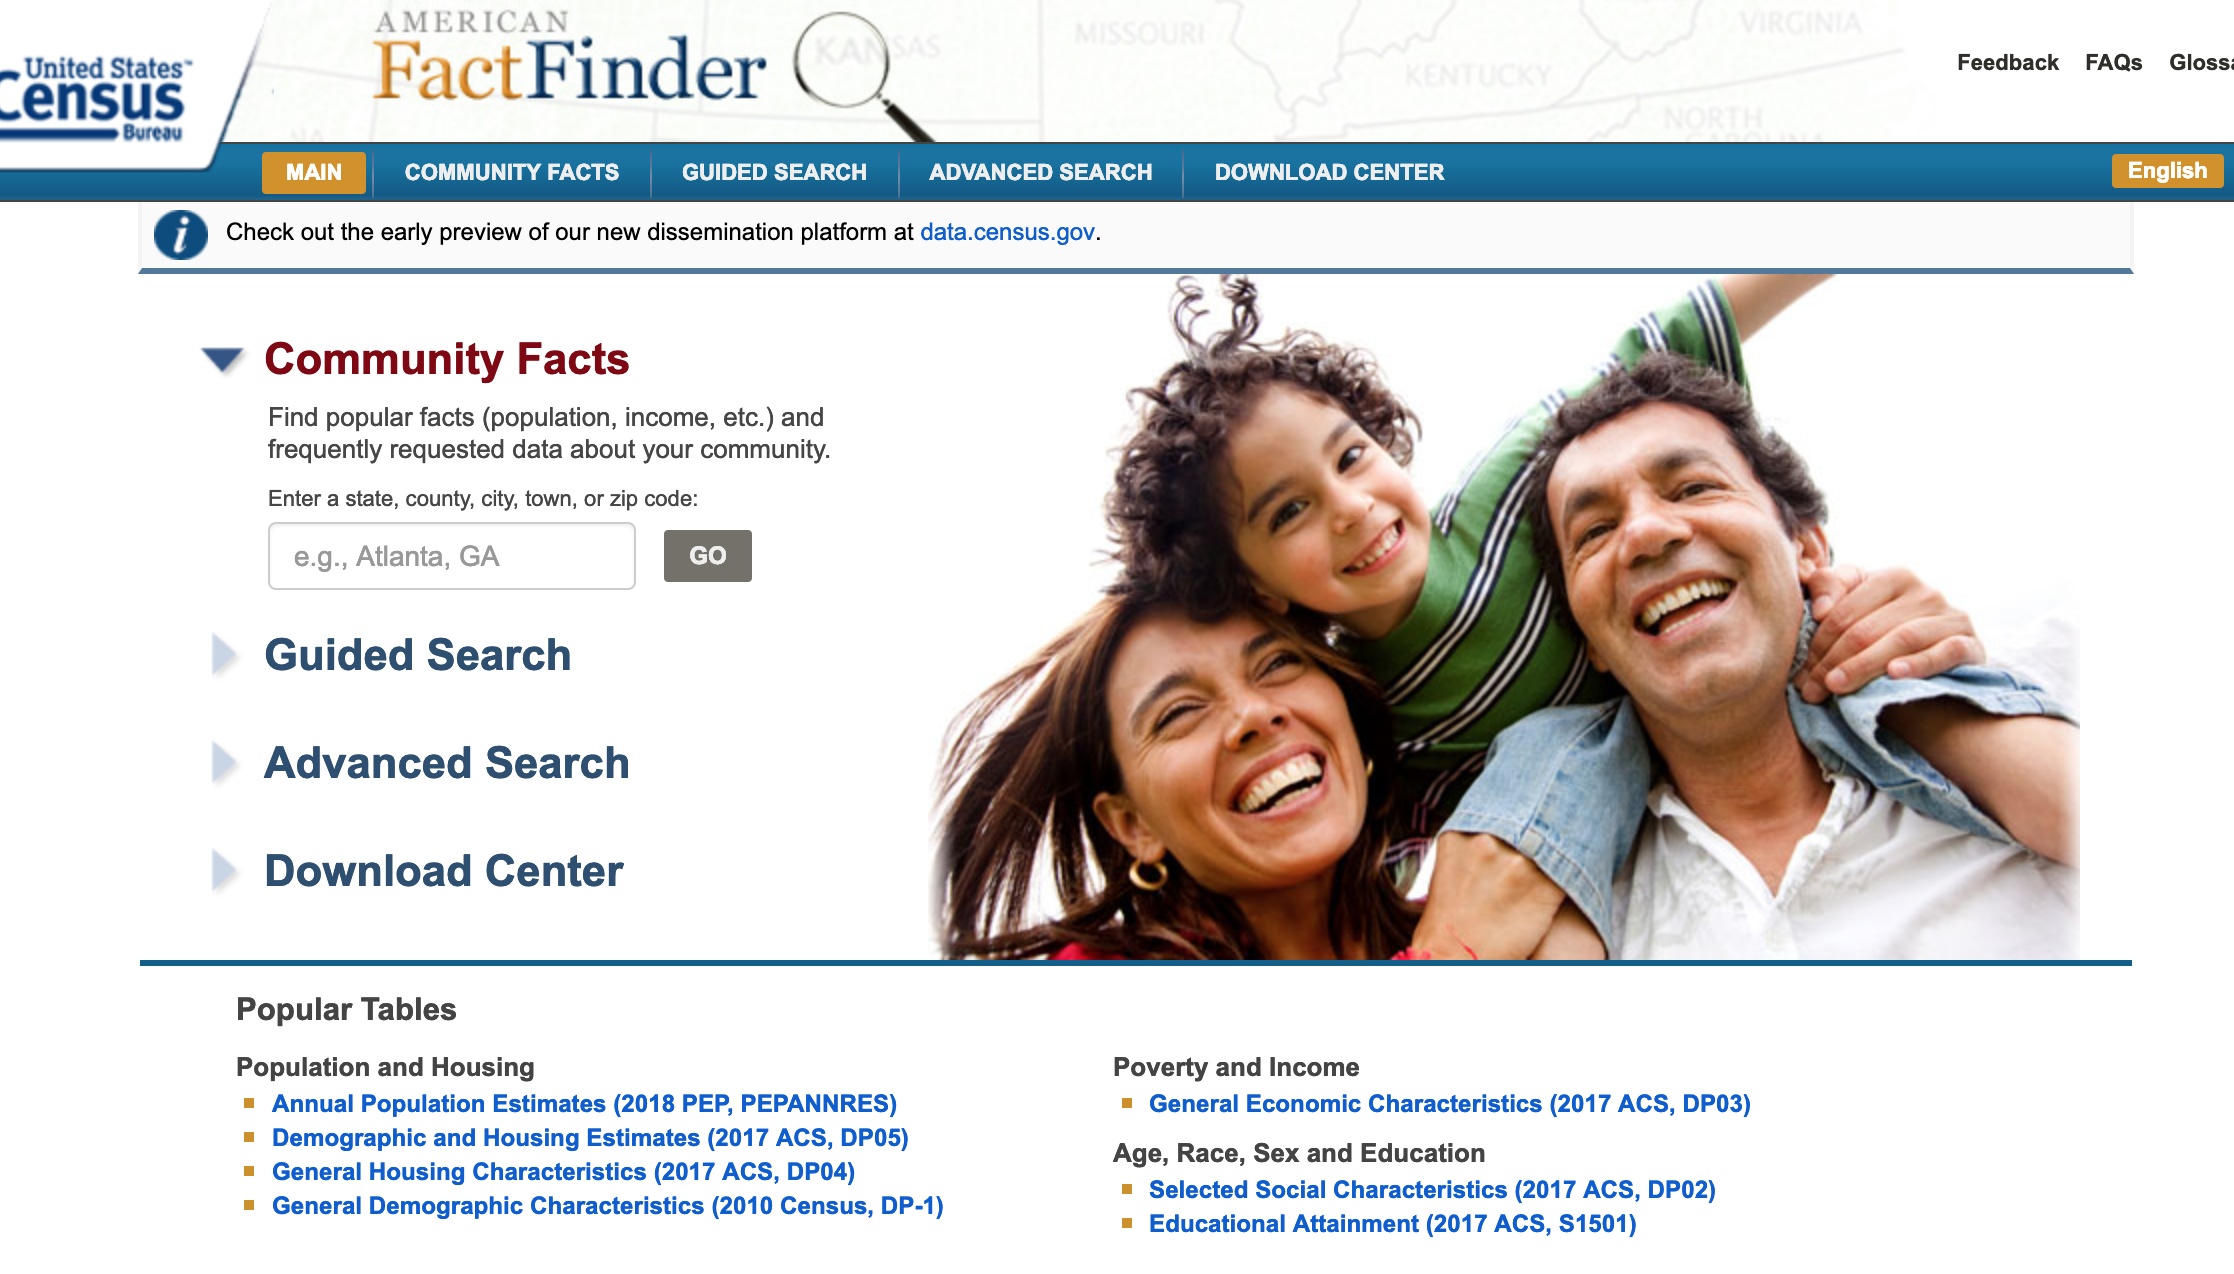 United States™
Census
Bureau
AMERICAN
FactFinder
KANSAS
MISSOURI
KENTUCKY
VIRGINIA
NORTH
CAROLINA
Feedback FAQs
MAIN COMMUNITY FACTS GUIDED SEARCH ADVANCED SEARCH DOWNLOAD CENTER English
Check out the early preview of our new dissemination platform at data.census.gov.
Community Facts
Find popular facts (population, income, etc.) and
frequently requested data about your community.
Enter a state, county, city, town, or zip code:
e.g., Atlanta, GA GO
Guided Search
Advanced Search
Download Center
Popular Tables
Population and Housing
Annual Population Estimates (2018 PEP, PEPANNRES)
Demographic and Housing Estimates (2017 ACS, DP05)
General Housing Characteristics (2017 ACS, DP04)
General Demographic Characteristics (2010 Census, DP-1)
Poverty and Income
General Economic Characteristics (2017 ACS, DP03)
Age, Race, Sex and Education
Selected Social Characteristics (2017 ACS, DP02)
Educational Attainment (2017 ACS, S1501)